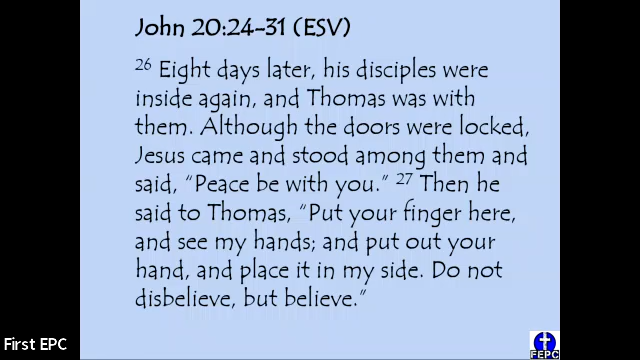 John 20:24-31 (ESV)
26 Eight days later, his disciples were
inside again, and Thomas was with
them. Although the doors were locked,
Jesus came and stood among them and
said, “Peace be with you.” 27 Then he
said to Thomas, “Put your finger here,
and see my hands; and put out your
hand, and place it in my side. Do not
disbelieve, but believe.”
First EPC
FEPC